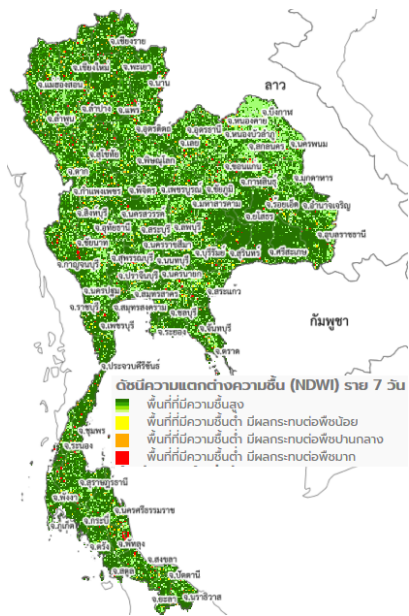 จ.เชียงราย
จ.เชียงใหม่ จ.พะเยา
จ.แม่ฮ่องสอน จ.น่าน
จ.ลำปาง จ.แพร่
จ.ลำพูน
จ.อุตรดิตถ์
ลาว
จ.บึงกาฬ
จ.หนองคาย
จ.อุดรธานี จ.หนองบัวลำภู
จ.เลย
จ.สกลนคร จ.นครพนม
จ.สุโขทัย จ.พิษณุโลก
จ.ขอนแก่น
จ.ตาก
จ.กาฬสินธุ์ จ.มุกดาหาร
จ.กำแพงเพชร จ.พิจิตร จ.เพชรบูรณ์ จ.ชัยภูมิ
จ.มหาสารคาม จ.ร้อยเอ็ด จ.อำนาจเจริญ
จ.สิงห์บุรี จ.นครสวรรค์
จ.ยโสธร
จ.อุทัยธานี จ.สระบุรี จ.ลพบุรี
จ.อุบลราชธานี
จ.ชัยนาท จ.นครราชสีมา
จ.บุรีรัมย์ จ.สุรินทร์ จ.ศรีสะเกษ
จ.กาญจนบุรี จ.สุพรรณบุรี จ.นนทบุรี
จ.ปราจีนบุรี จ.นครนายก
จ.สระแก้ว
จ.นครปฐม จ.สมุทรสาคร
จ.ราชบุรี จ.สมุทรสงคราม จ.ชลบุรี
กัมพูชา
จ.เพชรบุรี จ.ระยอง จ.จันทบุรี
จ.ตราด
จ.ประจวบคีรีขันธ์
ดัชนีความแตกต่างความชื้น (NDWI) ราย 7 วัน
พื้นที่ที่มีความชื้นสูง
พื้นที่ที่มีความชื้นต่ำ มีผลกระทบต่อพืชน้อย
พื้นที่ที่มีความชื้นต่ำ มีผลกระทบต่อพืชปานกลาง
พื้นที่ที่มีความชื้นต่ำ มีผลกระทบต่อพืชมาก
จ.ชุมพร
จ.ระนอง
จ.สุราษฎร์ธานี
จ.พังงา
จ.นครศรีธรรมราช
จ.ภูเก็ต จ.กระบี่
จ.ตรัง จ.พัทลุง
จ.สงขลา
จ.สตูล จ.ปัตตานี
จ.ยะลา จ.นราธิวาส